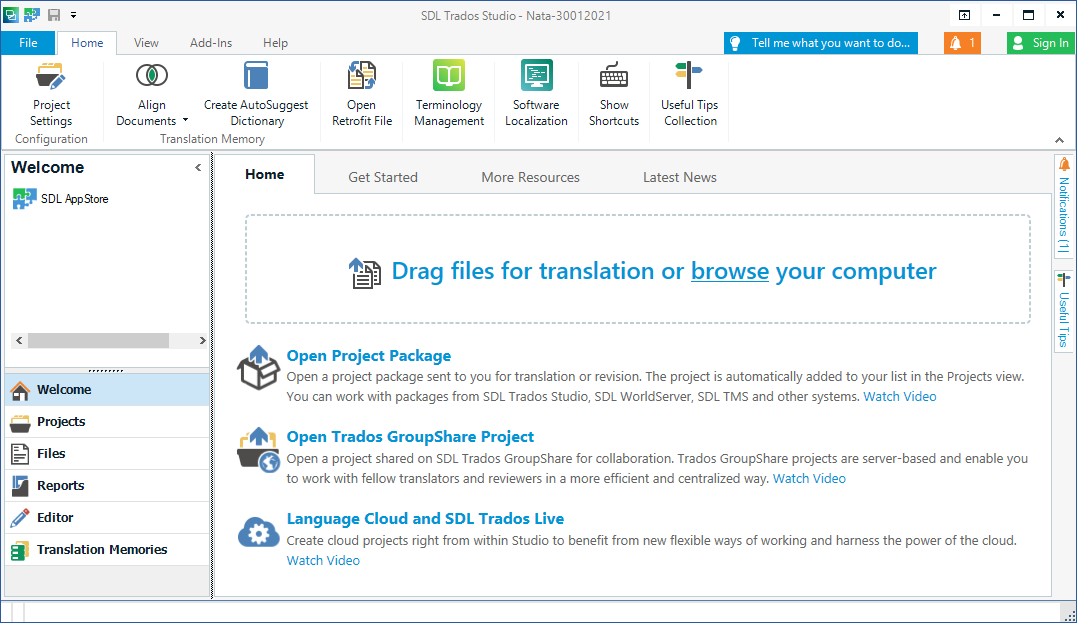 SDL Trados Studio - Nata-30012021
File Home View Add-Ins Help Tell me what you want to do... 1 Sign In
Project Settings
Align Documents
Create AutoSuggest Dictionary
Open Retrofit File
Terminology Management
Software Localization
Show Shortcuts
Useful Tips Collection
Configuration
Translation Memory
Welcome
SDL AppStore
Welcome
Projects
Files
Reports
Editor
Translation Memories
Home Get Started More Resources Latest News
Drag files for translation or browse your computer
Open Project Package
Open a project package sent to you for translation or revision. The project is automatically added to your list in the Projects view.
You can work with packages from SDL Trados Studio, SDL WorldServer, SDL TMS and other systems. Watch Video
Open Trados GroupShare Project
Open a project shared on SDL Trados GroupShare for collaboration. Trados GroupShare projects are server-based and enable you
to work with fellow translators and reviewers in a more efficient and centralized way. Watch Video
Language Cloud and SDL Trados Live
Create cloud projects right from within Studio to benefit from new flexible ways of working and harness the power of the cloud.
Watch Video
Notifications (1)
Useful Tips